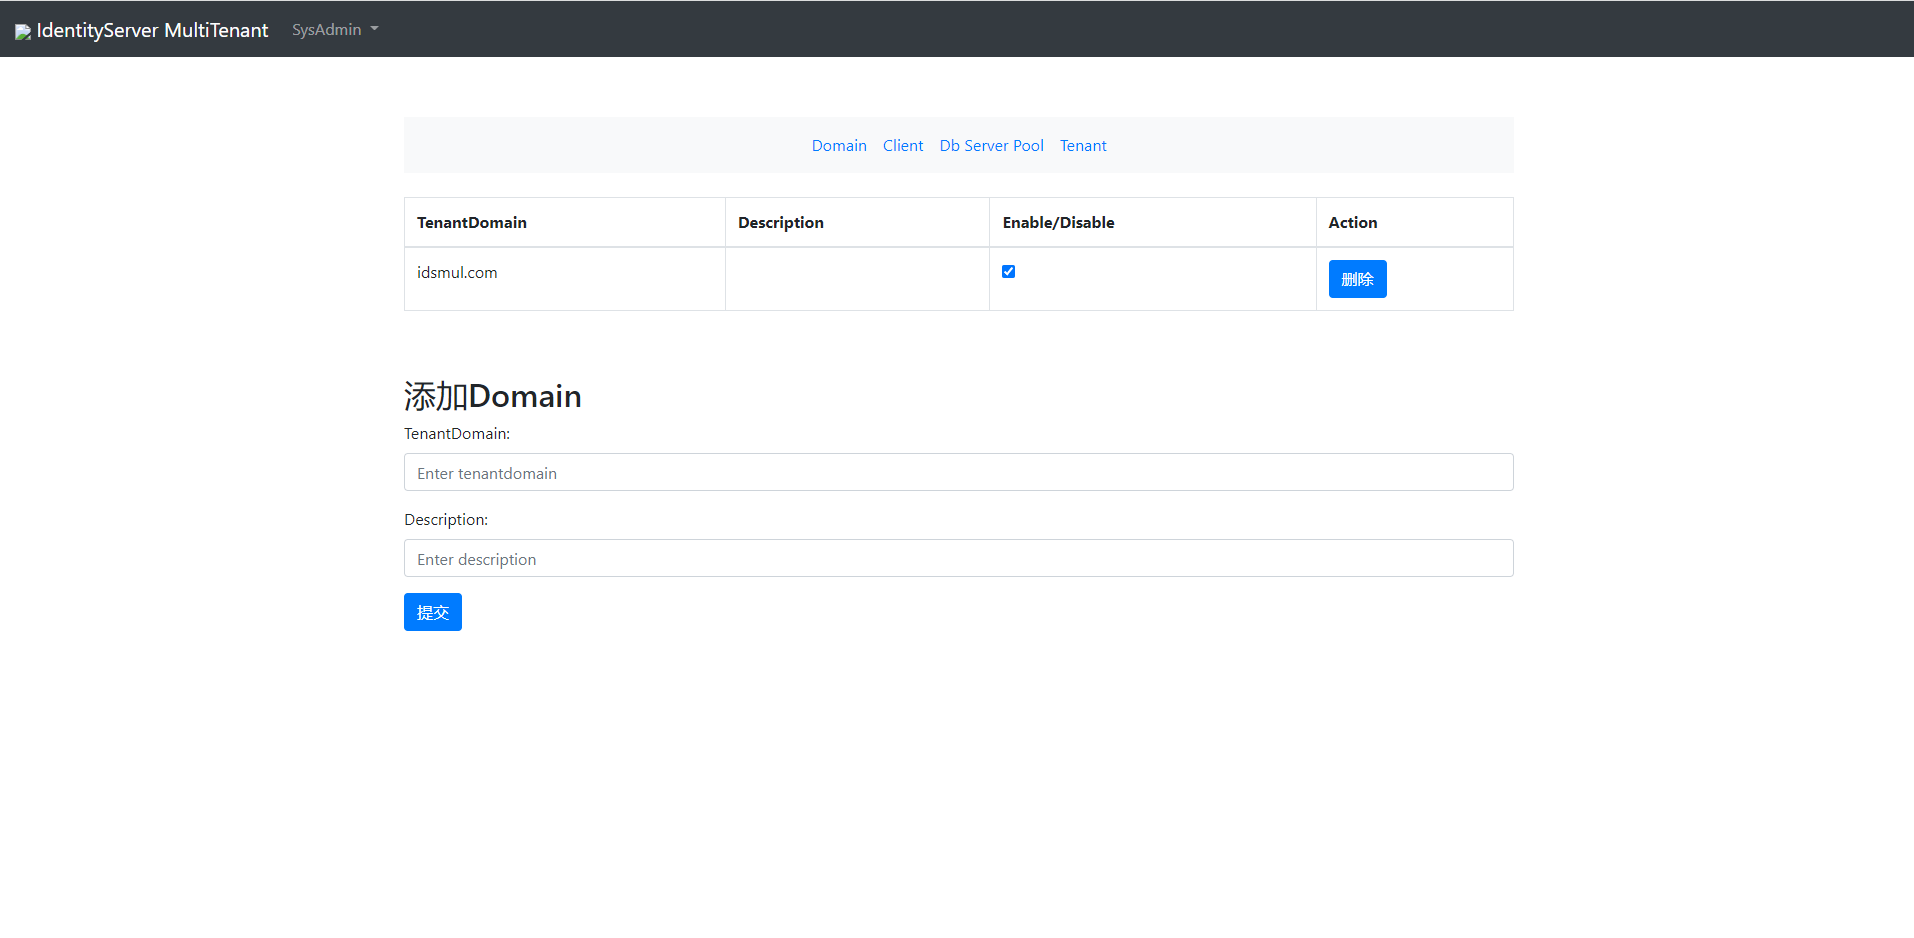 IdentityServer MultiTenant SysAdmin
Domain Client Db Server Pool Tenant
TenantDomain Description Enable/Disable Action
idsmul.com 删除
添加Domain
TenantDomain:
Enter tenantdomain
Description:
Enter description
提交